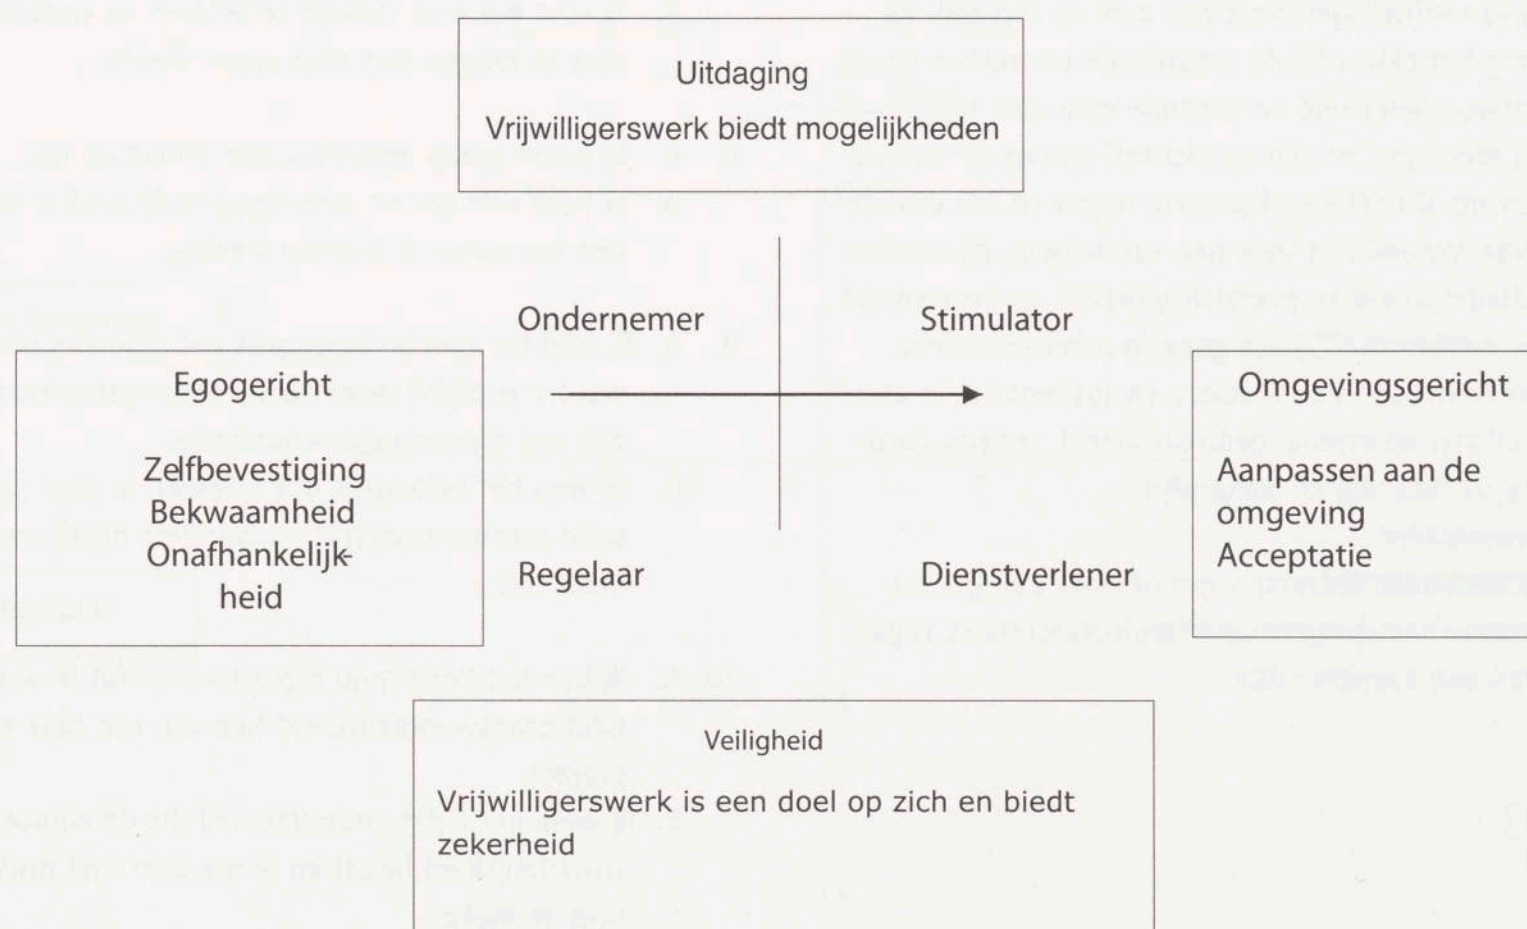 Uitdaging
Vrijwilligerswerk biedt mogelijkheden
Ondernemer
Stimulator
Egogericht
Zelfbevestiging
Bekwaamheid
Onafhankelijk-
heid
Omgevingsgericht
Aanpassen aan de
omgeving
Acceptatie
Regelaar
Dienstverlener
Veiligheid
Vrijwilligerswerk is een doel op zich en biedt
zekerheid